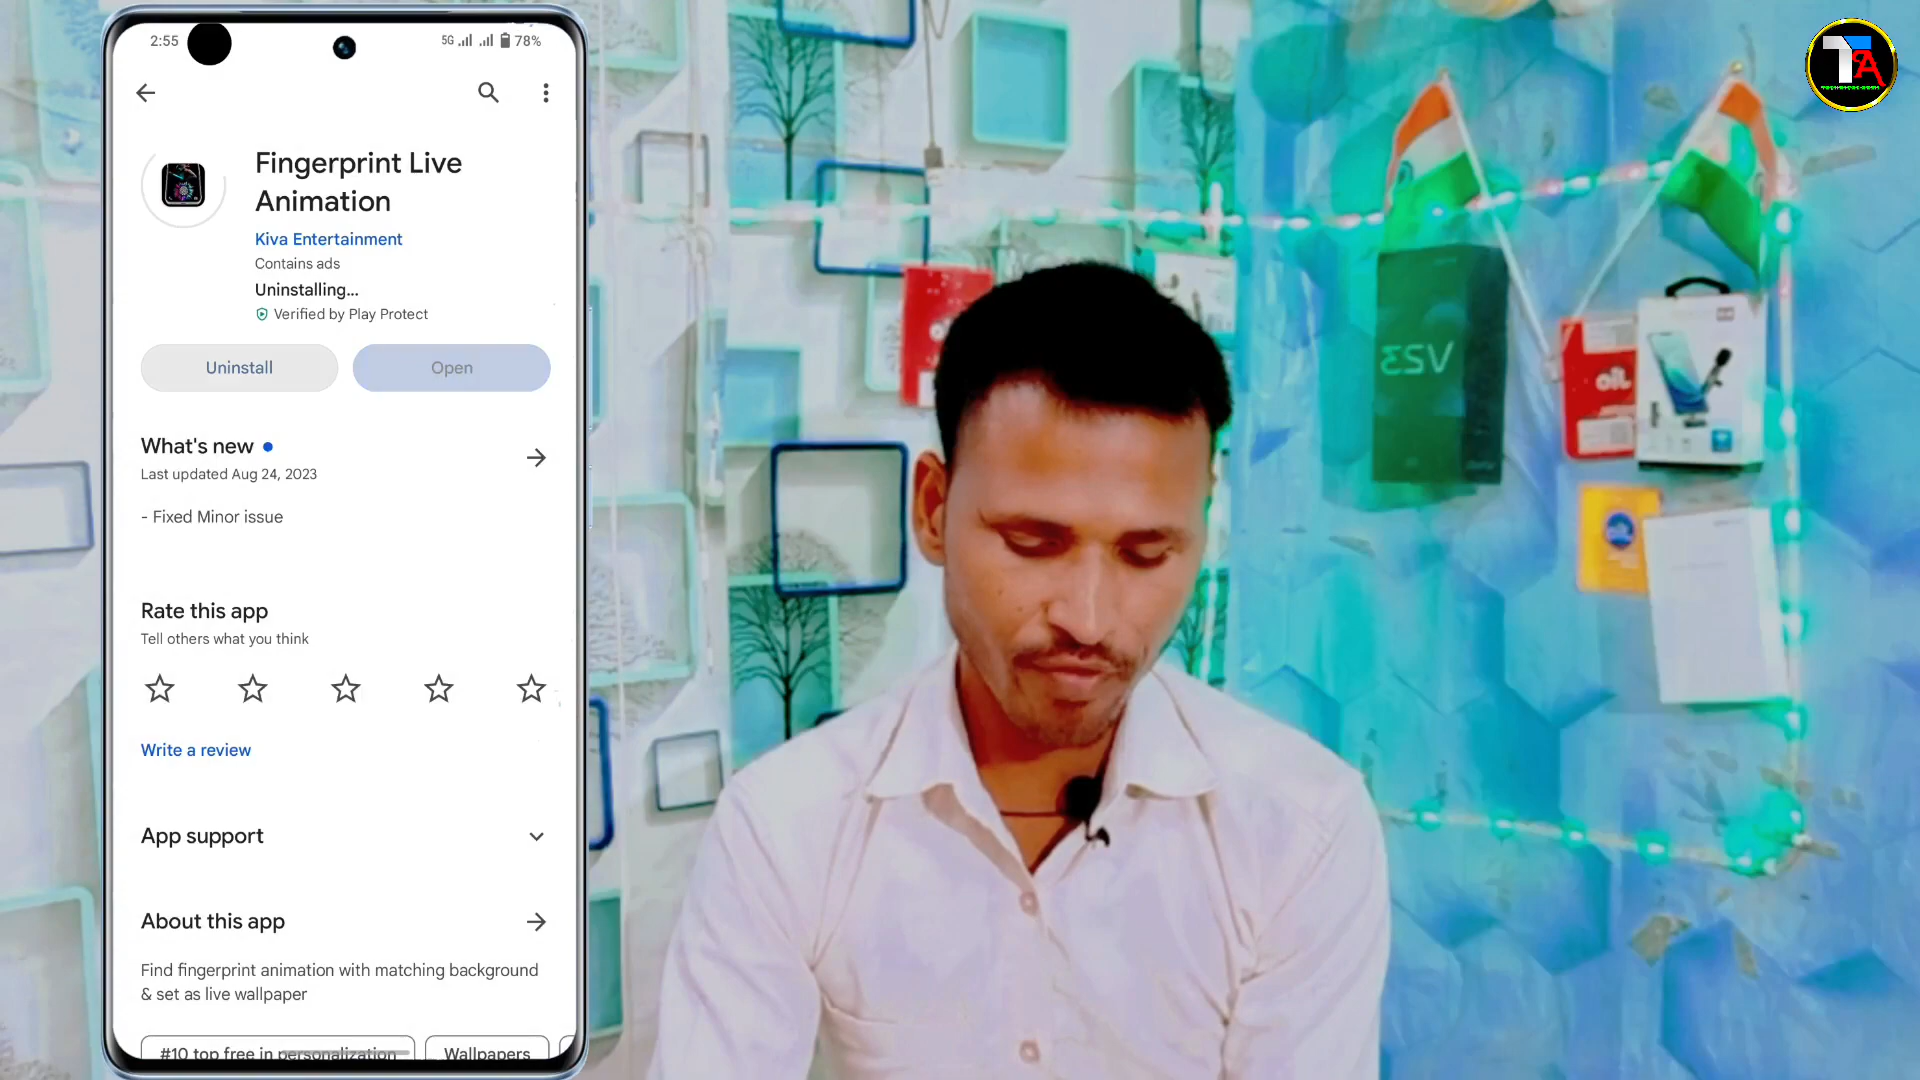 2:55
5G 78%
Fingerprint Live
Animation
Kiva Entertainment
Contains ads
Uninstalling...
Verified by Play Protect
Uninstall
Open
What's new
Last updated Aug 24, 2023
- Fixed Minor issue
Rate this app
Tell others what you think
Write a review
App support
About this app
Find fingerprint animation with matching background
& set as live wallpaper
#10 top free in personalization
Wallpapers
V23
TA